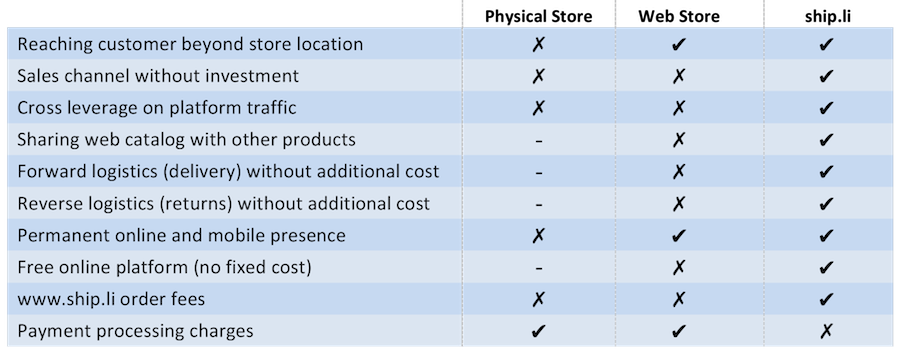 Physical Store Web Store ship.li
Reaching customer beyond store location ✗ ✔ ✔
Sales channel without investment ✗ ✗ ✔
Cross leverage on platform traffic ✗ ✗ ✔
Sharing web catalog with other products - ✗ ✔
Forward logistics (delivery) without additional cost - ✗ ✔
Reverse logistics (returns) without additional cost - ✗ ✔
Permanent online and mobile presence ✗ ✔ ✔
Free online platform (no fixed cost) - ✗ ✔
www.ship.li order fees ✗ ✗ ✔
Payment processing charges ✔ ✔ ✗